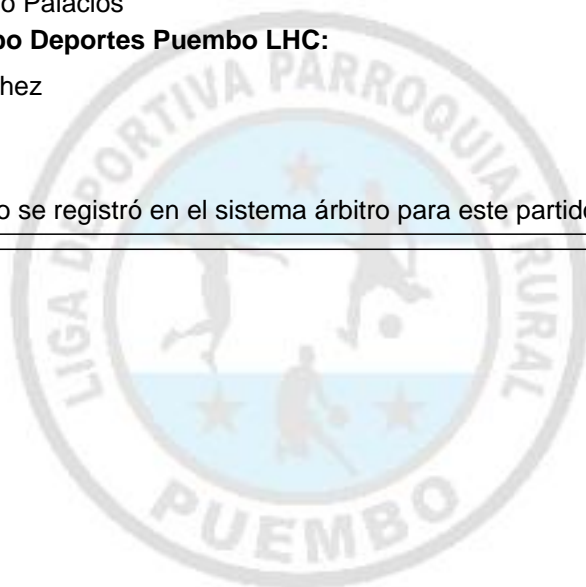 o Palacios
oo Deportes Puembo LHC:
hez
o se registró en el sistema árbitro para este partido
LIGA DEPORTIVA PARROQUIAL RURAL
PUEMBO